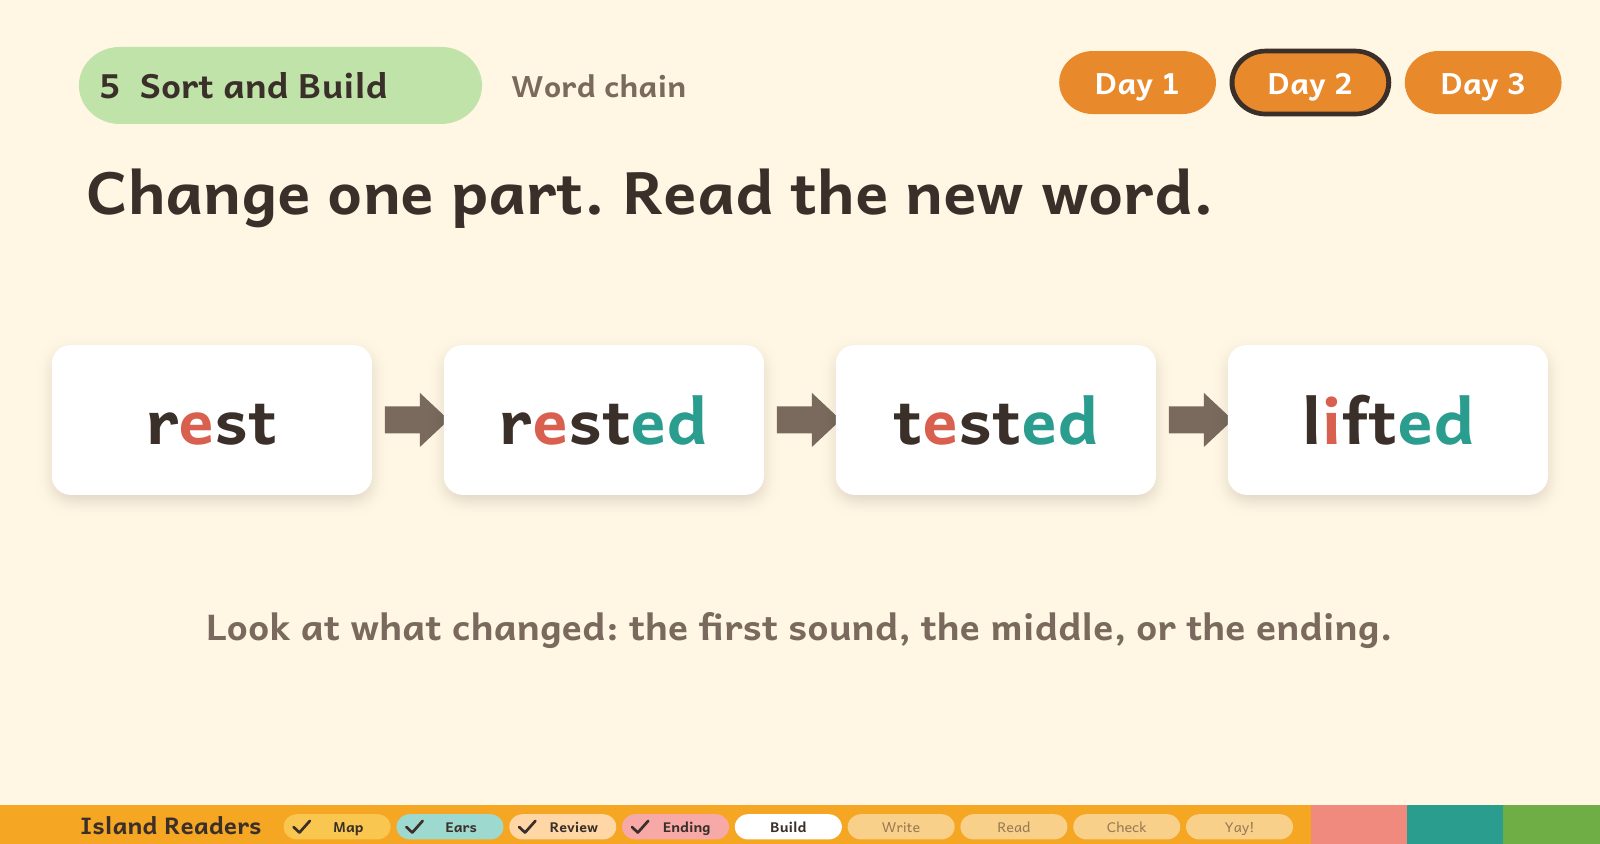 5 Sort and Build
Word chain
Day 1
Day 2
Day 3
Change one part. Read the new word.
rest
rested
tested
lifted
Look at what changed: the first sound, the middle, or the ending.
Island Readers
Map
Ears
Review
Ending
Build
Write
Read
Check
Yay!